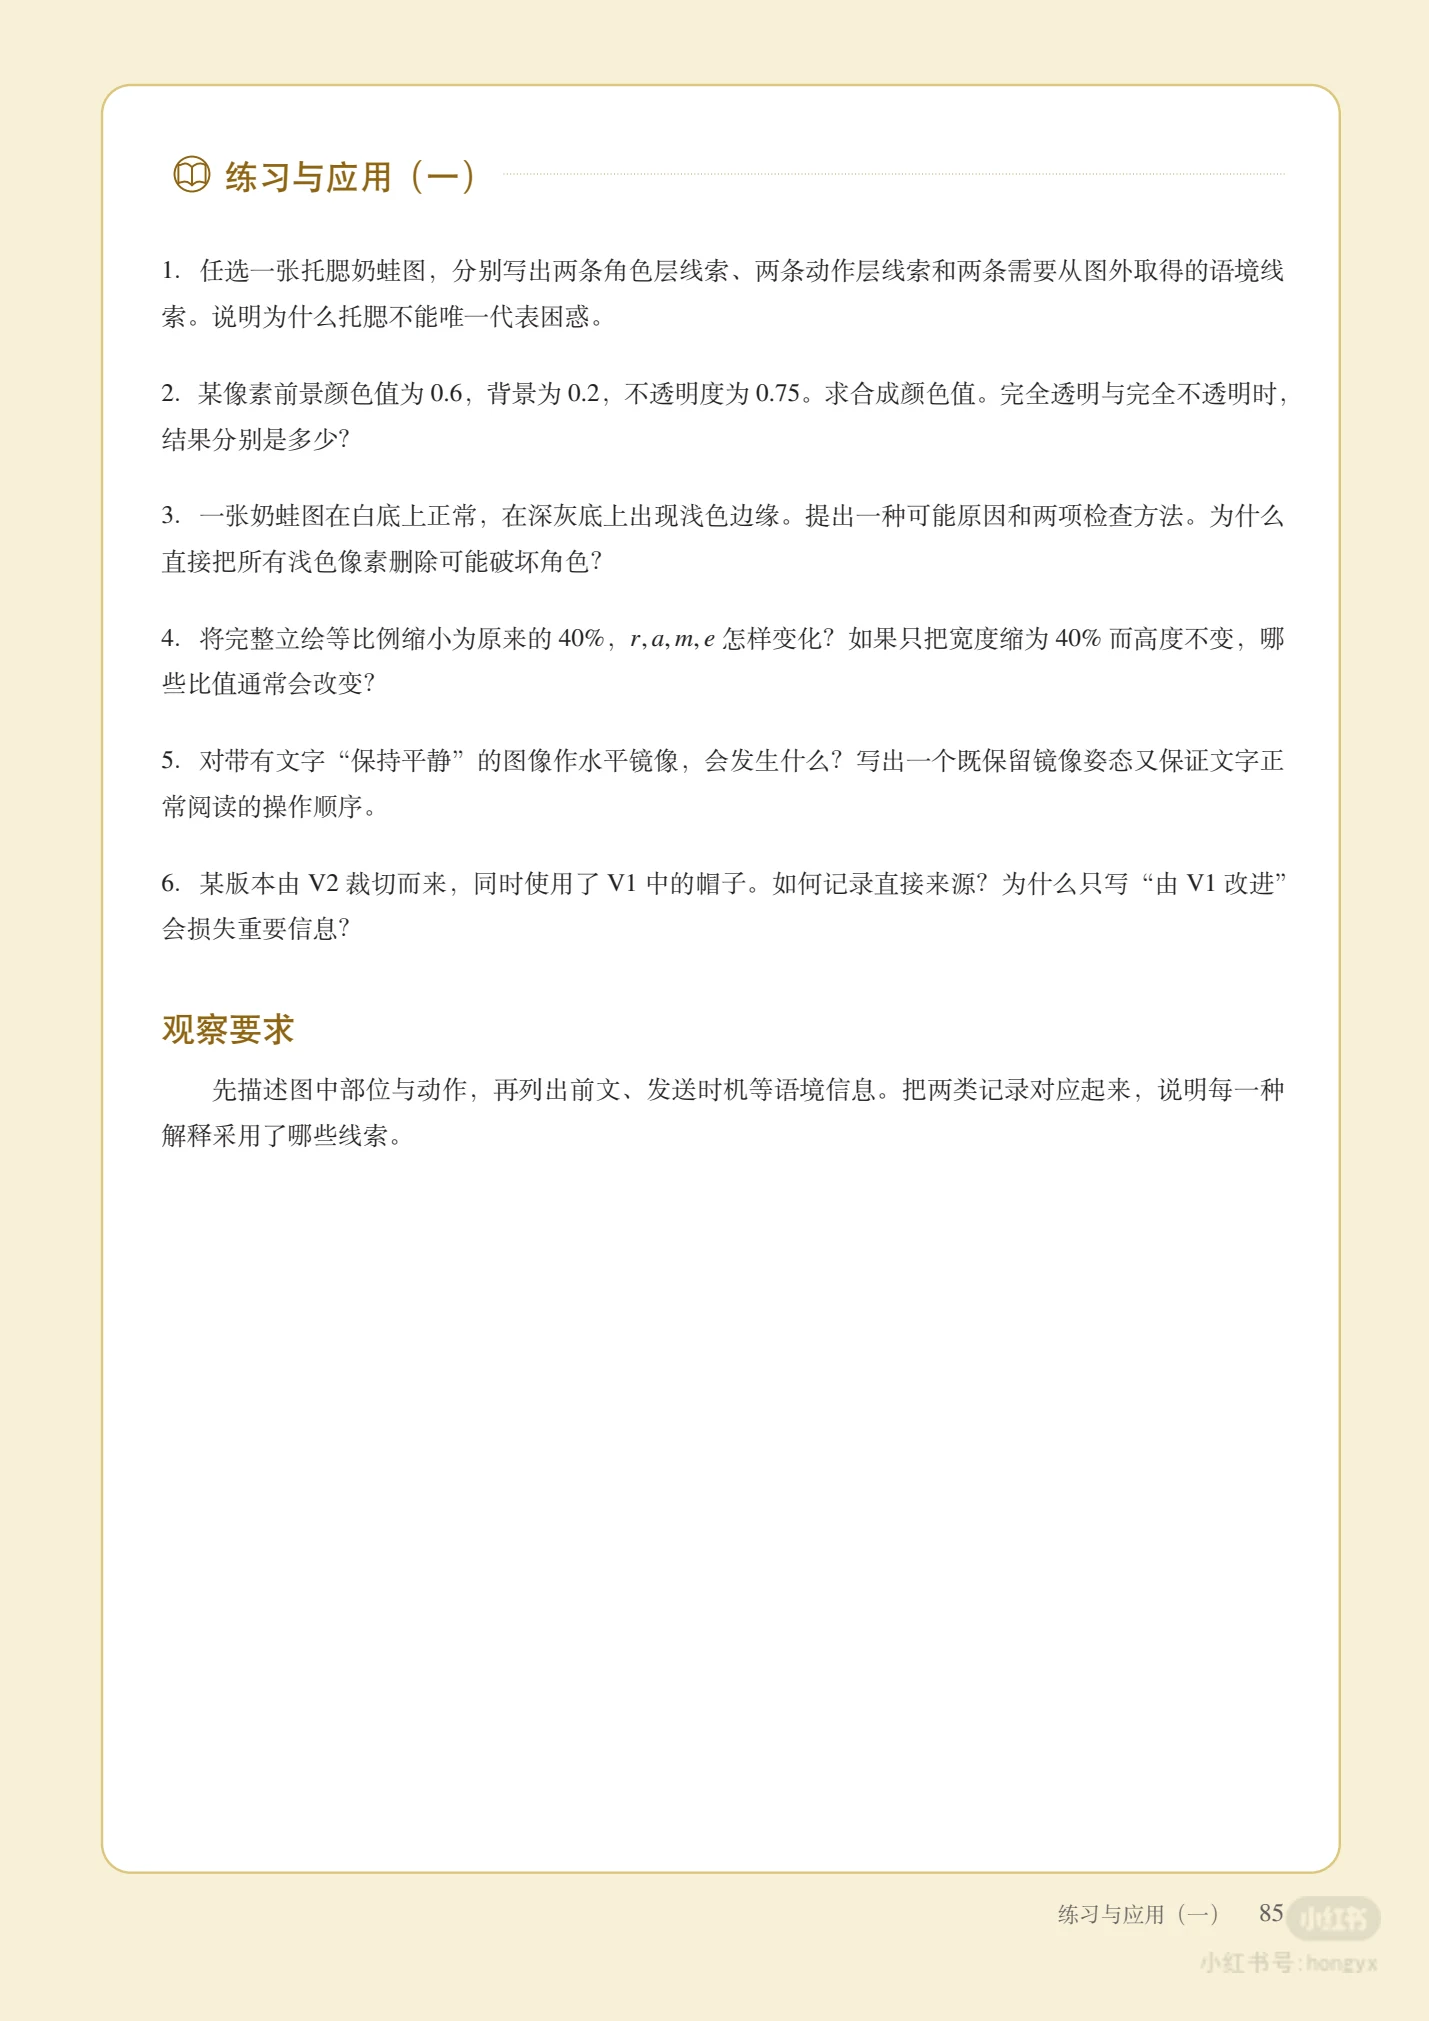 练习与应用（一）
1. 任选一张托腮奶蛙图，分别写出两条角色层线索、两条动作层线索和两条需要从图外取得的语境线
索。说明为什么托腮不能唯一代表困惑。
2. 某像素前景颜色值为 0.6，背景为 0.2，不透明度为 0.75。求合成颜色值。完全透明与完全不透明时，
结果分别是多少？
3. 一张奶蛙图在白底上正常，在深灰底上出现浅色边缘。提出一种可能原因和两项检查方法。为什么
直接把所有浅色像素删除可能破坏角色？
4. 将完整立绘等比例缩小为原来的 40%，r, a, m, e 怎样变化？如果只把宽度缩为 40% 而高度不变，哪
些比值通常会改变？
5. 对带有文字“保持平静”的图像作水平镜像，会发生什么？写出一个既保留镜像姿态又保证文字正
常阅读的操作顺序。
6. 某版本由 V2 裁切而来，同时使用了 V1 中的帽子。如何记录直接来源？为什么只写“由 V1 改进”
会损失重要信息？
观察要求
先描述图中部位与动作，再列出前文、发送时机等语境信息。把两类记录对应起来，说明每一种
解释采用了哪些线索。
练习与应用（一） 85
小红书
小红书号:hongyx